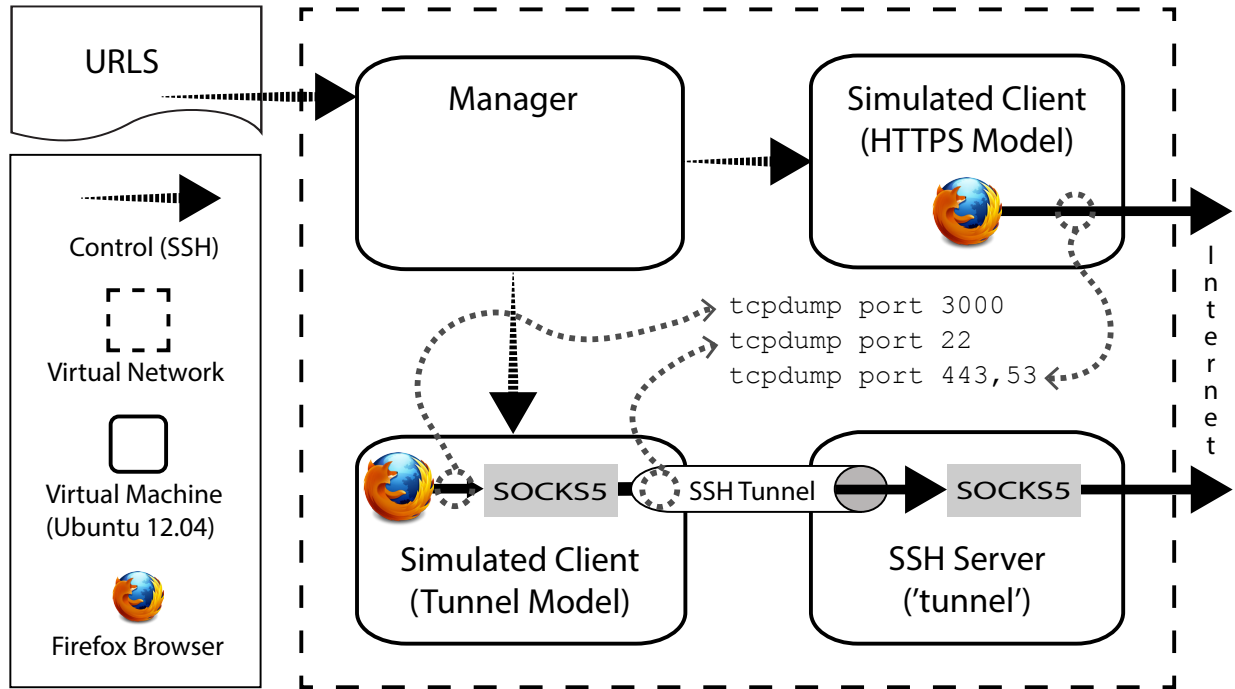 URLS
Manager
Simulated Client
(HTTPS Model)
Control (SSH)
Virtual Network
Virtual Machine
(Ubuntu 12.04)
Firefox Browser
tcpdump port 3000
tcpdump port 22
tcpdump port 443,53
Internet
SOCKS5
SSH Tunnel
SOCKS5
Simulated Client
(Tunnel Model)
SSH Server
('tunnel')